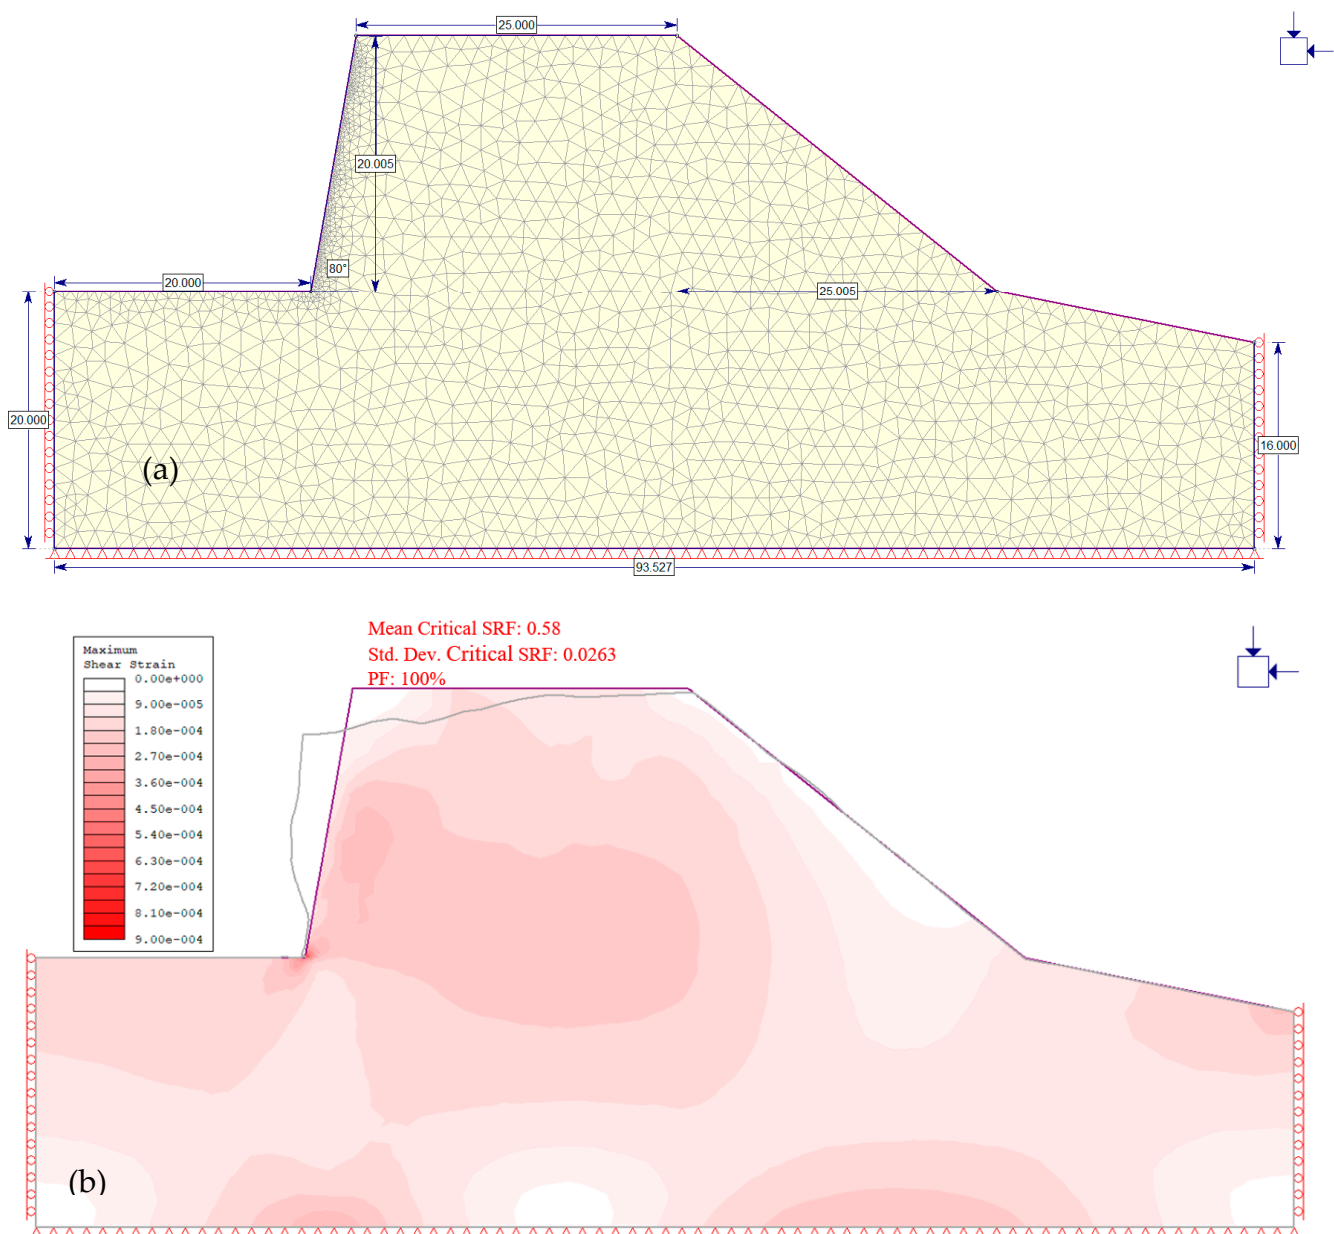 25.000
20.005
80°
20.000
25.005
20.000
16.000
(a)
93.527
Mean Critical SRF: 0.58
Std. Dev. Critical SRF: 0.0263
PF: 100%
Maximum
Shear Strain
0.00e+000
9.00e-005
1.80e-004
2.70e-004
3.60e-004
4.50e-004
5.40e-004
6.30e-004
7.20e-004
8.10e-004
9.00e-004
(b)